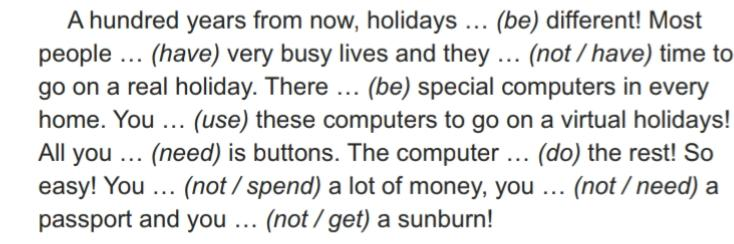 A hundred years from now, holidays … (be) different! Most
people … (have) very busy lives and they … (not / have) time to
go on a real holiday. There … (be) special computers in every
home. You … (use) these computers to go on a virtual holidays!
All you … (need) is buttons. The computer … (do) the rest! So
easy! You … (not / spend) a lot of money, you … (not / need) a
passport and you … (not / get) a sunburn!